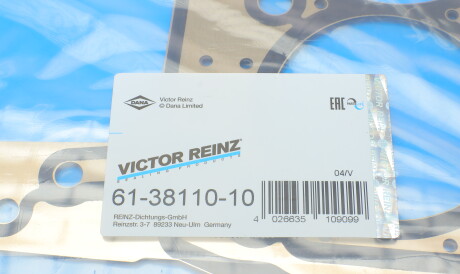 DANA
Victor Reinz
© Dana Limited
EAC
VICTOR REINZ
61-38110-10
04/V
4 026635 109099
REINZ-Dichtungs-GmbH
Reinzstr. 3-7 89233 Neu-Ulm Germany